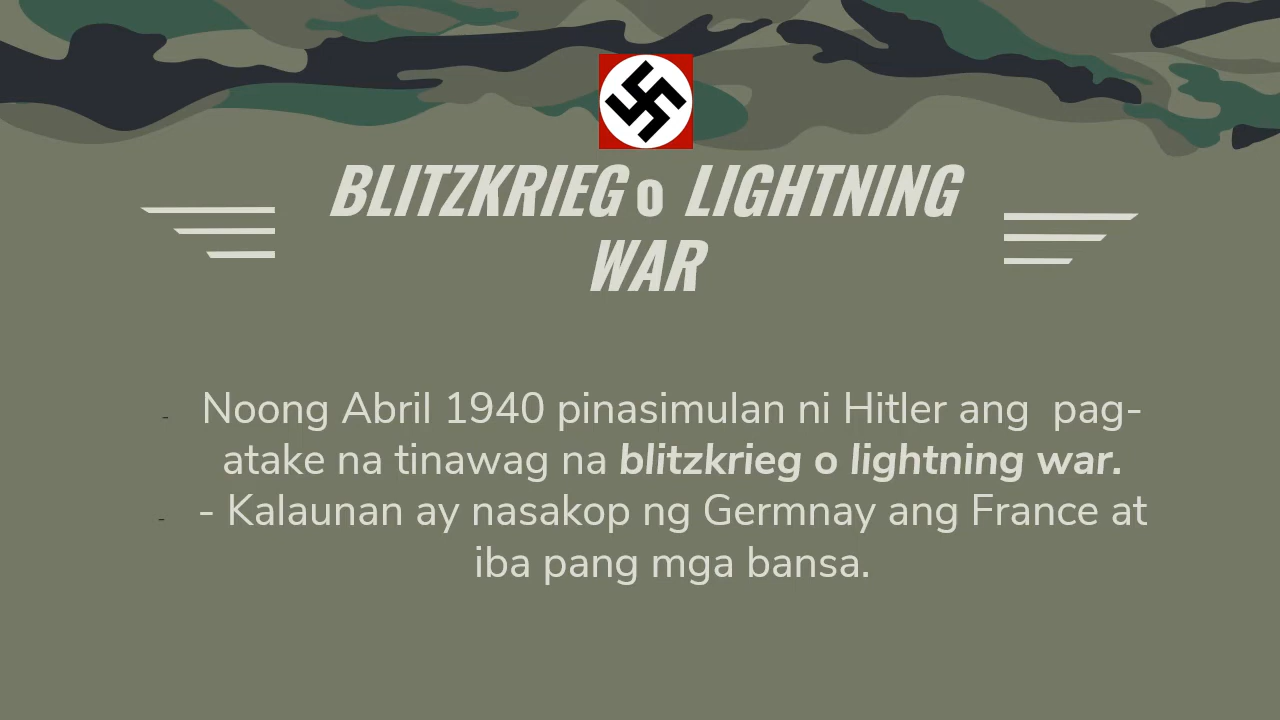 BLITZKRIEG o LIGHTNING
WAR
- Noong Abril 1940 pinasimulan ni Hitler ang pag-
atake na tinawag na blitzkrieg o lightning war.
- - Kalaunan ay nasakop ng Germnay ang France at
iba pang mga bansa.